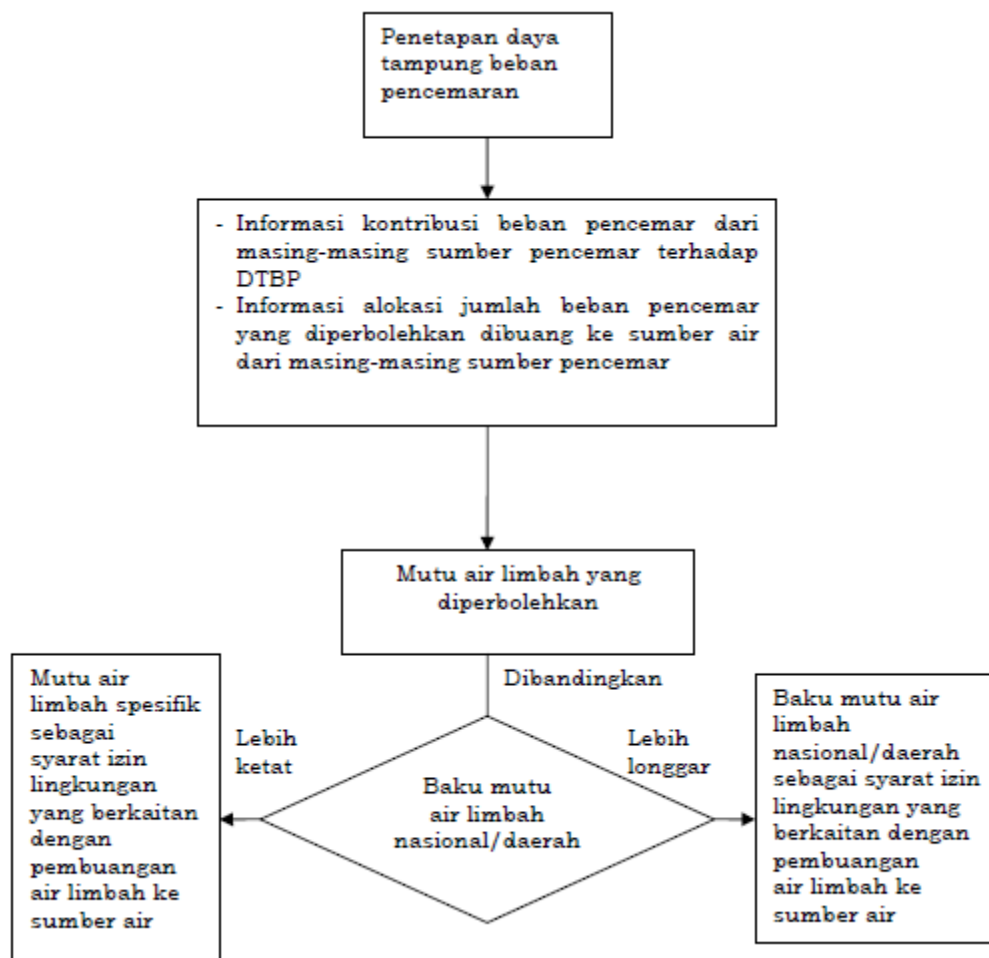 Penetapan daya
tampung beban
pencemaran
- Informasi kontribusi beban pencemar dari
masing-masing sumber pencemar terhadap
DTBP
- Informasi alokasi jumlah beban pencemar
yang diperbolehkan dibuang ke sumber air
dari masing-masing sumber pencemar
Mutu air limbah yang
diperbolehkan
Dibandingkan
Mutu air
limbah spesifik
sebagai
syarat izin
lingkungan
yang berkaitan
dengan
pembuangan
air limbah ke
sumber air
Lebih
ketat
Baku mutu
air limbah
nasional/daerah
Lebih
longgar
Baku mutu air
limbah
nasional/daerah
sebagai syarat izin
lingkungan yang
berkaitan dengan
pembuangan
air limbah ke
sumber air